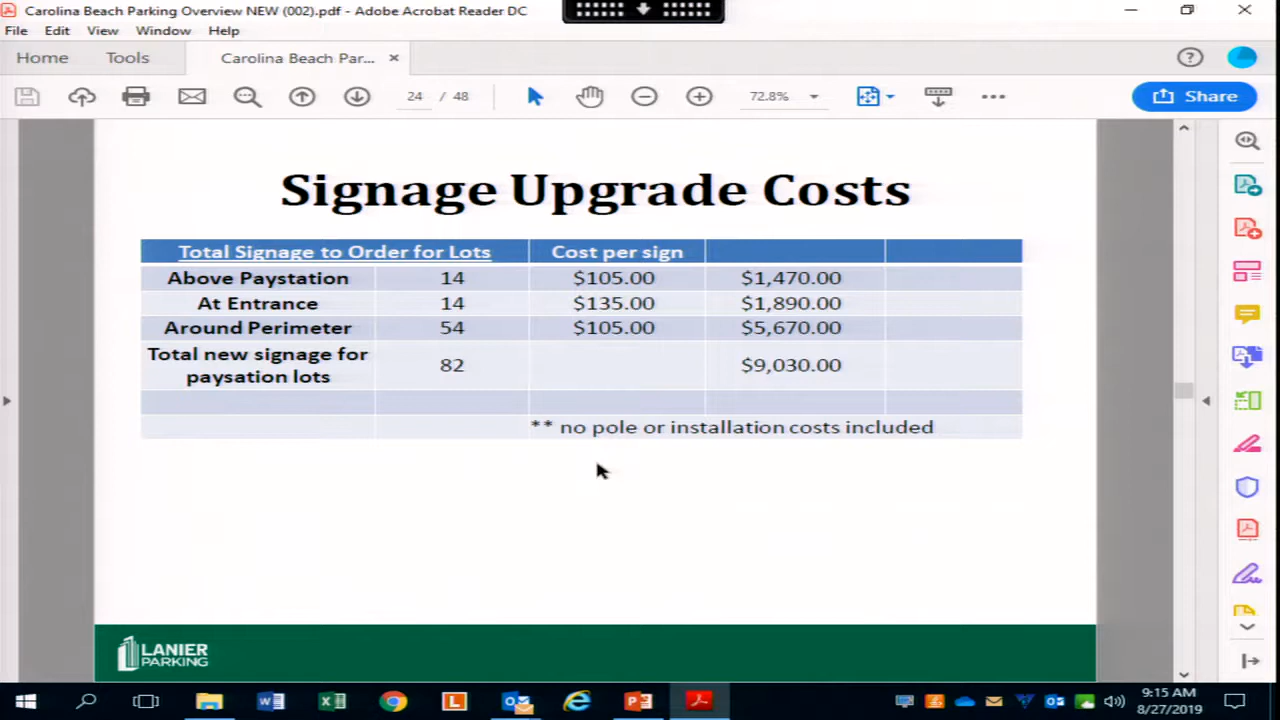 Carolina Beach Parking Overview NEW (002).pdf - Adobe Acrobat Reader DC
File Edit View Window Help
Home Tools Carolina Beach Par... ×
24 / 48 72.8% Share
Signage Upgrade Costs
Total Signage to Order for Lots Cost per sign
Above Paystation 14 $105.00 $1,470.00
At Entrance 14 $135.00 $1,890.00
Around Perimeter 54 $105.00 $5,670.00
Total new signage for
paysation lots 82 $9,030.00
** no pole or installation costs included
LANIER
PARKING
9:15 AM
8/27/2019